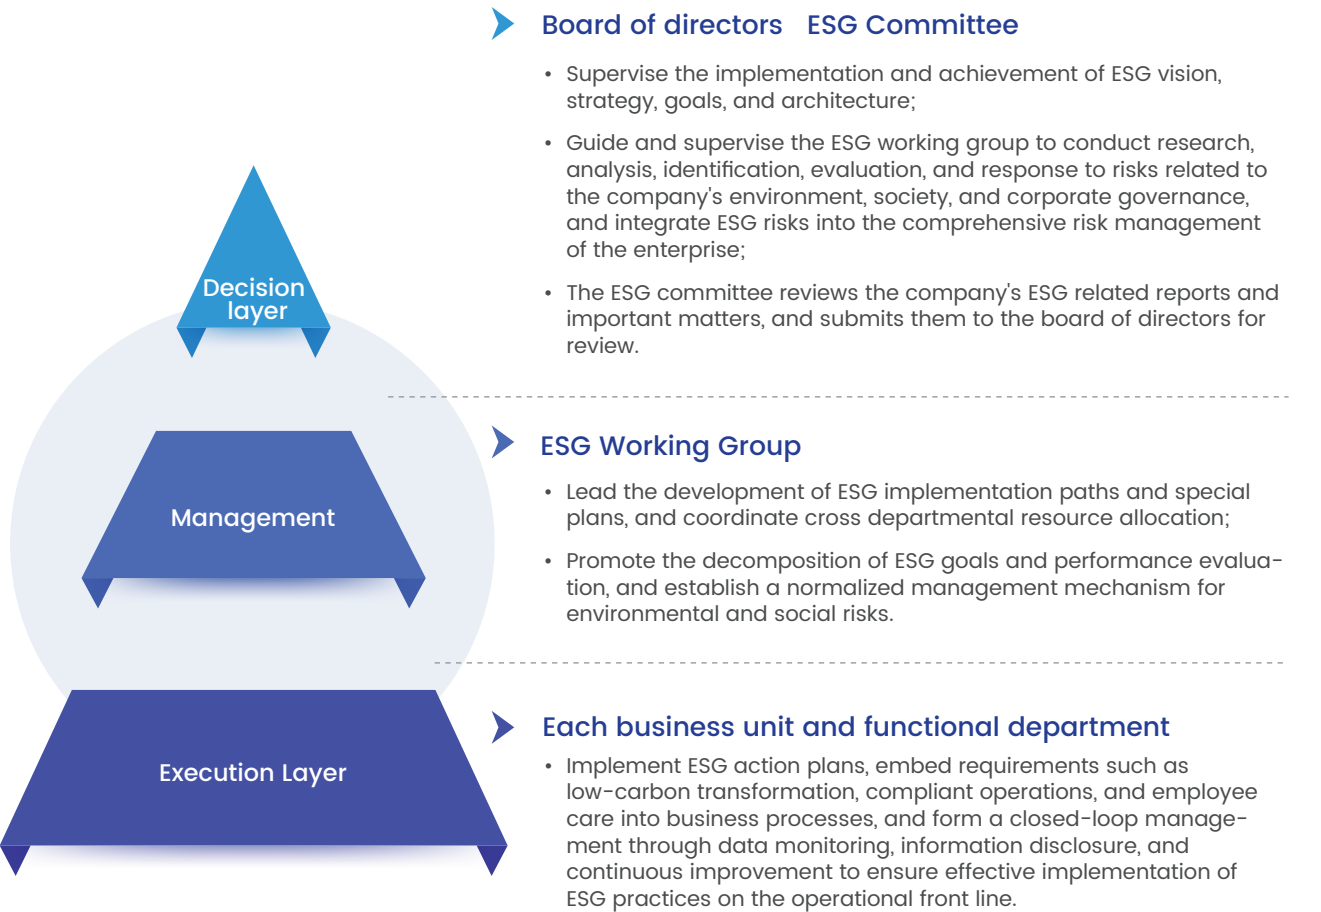 Board of directors ESG Committee
• Supervise the implementation and achievement of ESG vision,
strategy, goals, and architecture;
• Guide and supervise the ESG working group to conduct research,
analysis, identification, evaluation, and response to risks related to
the company's environment, society, and corporate governance,
and integrate ESG risks into the comprehensive risk management
of the enterprise;
• The ESG committee reviews the company's ESG related reports and
important matters, and submits them to the board of directors for
review.
Decision
layer
ESG Working Group
• Lead the development of ESG implementation paths and special
plans, and coordinate cross departmental resource allocation;
• Promote the decomposition of ESG goals and performance evalua-
tion, and establish a normalized management mechanism for
environmental and social risks.
Management
Each business unit and functional department
• Implement ESG action plans, embed requirements such as
low-carbon transformation, compliant operations, and employee
care into business processes, and form a closed-loop manage-
ment through data monitoring, information disclosure, and
continuous improvement to ensure effective implementation of
ESG practices on the operational front line.
Execution Layer